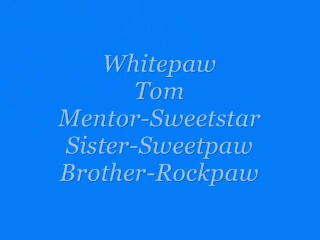 Whitepaw
Tom
Mentor-Sweetstar
Sister-Sweetpaw
Brother-Rockpaw